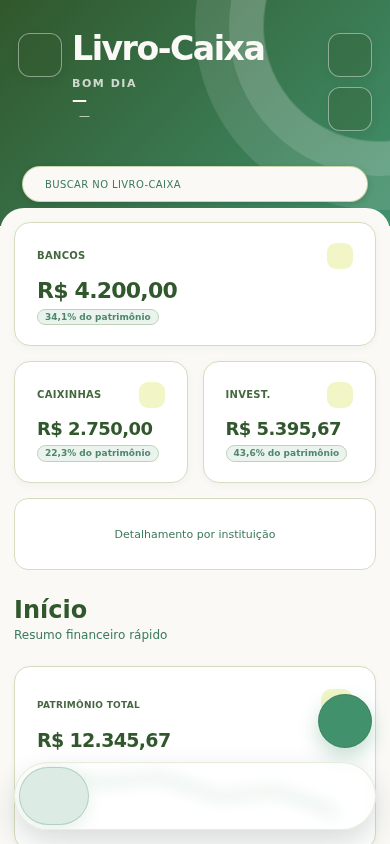 Livro-Caixa
BOM DIA
—
—
BUSCAR NO LIVRO-CAIXA
BANCOS
R$ 4.200,00
34,1% do patrimônio
CAIXINHAS
R$ 2.750,00
22,3% do patrimônio
INVEST.
R$ 5.395,67
43,6% do patrimônio
Detalhamento por instituição
Início
Resumo financeiro rápido
PATRIMÔNIO TOTAL
R$ 12.345,67